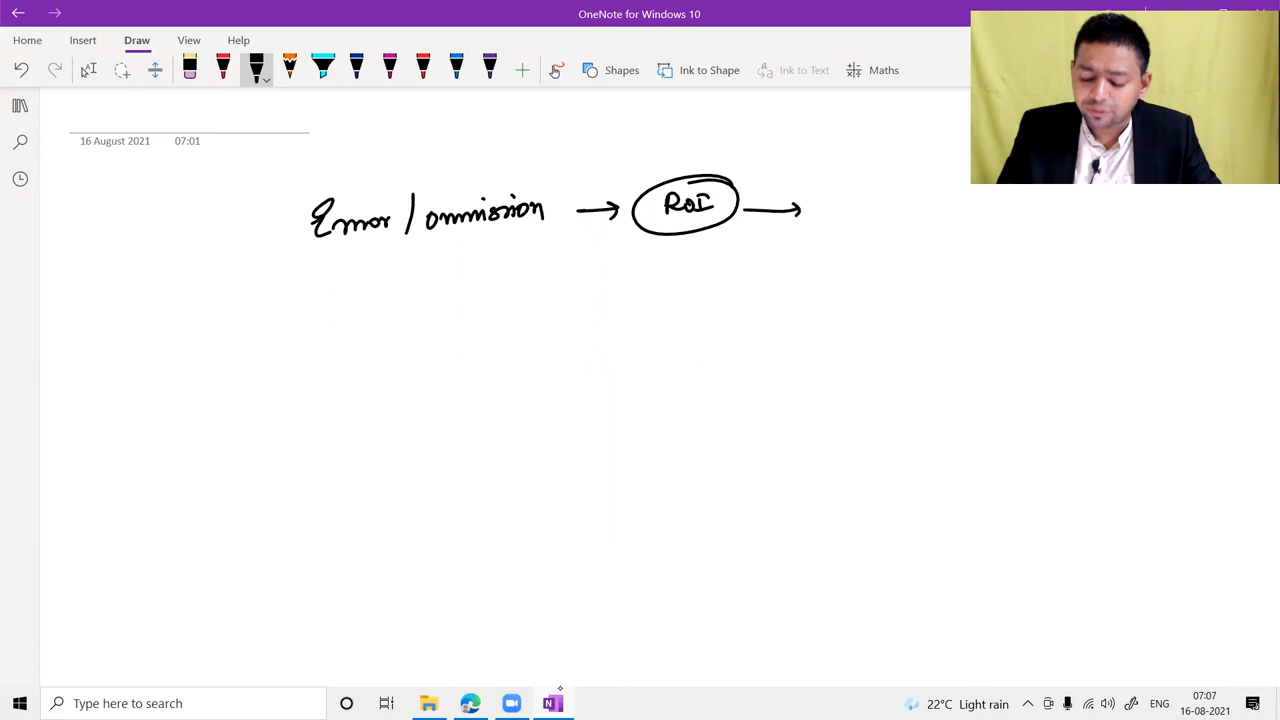 OneNote for Windows 10
Home Insert Draw View Help
Shapes Ink to Shape Ink to Text Maths
16 August 2021 07:01
Error / ommission → RoI →
Type here to search
22°C Light rain ENG 07:07
16-08-2021